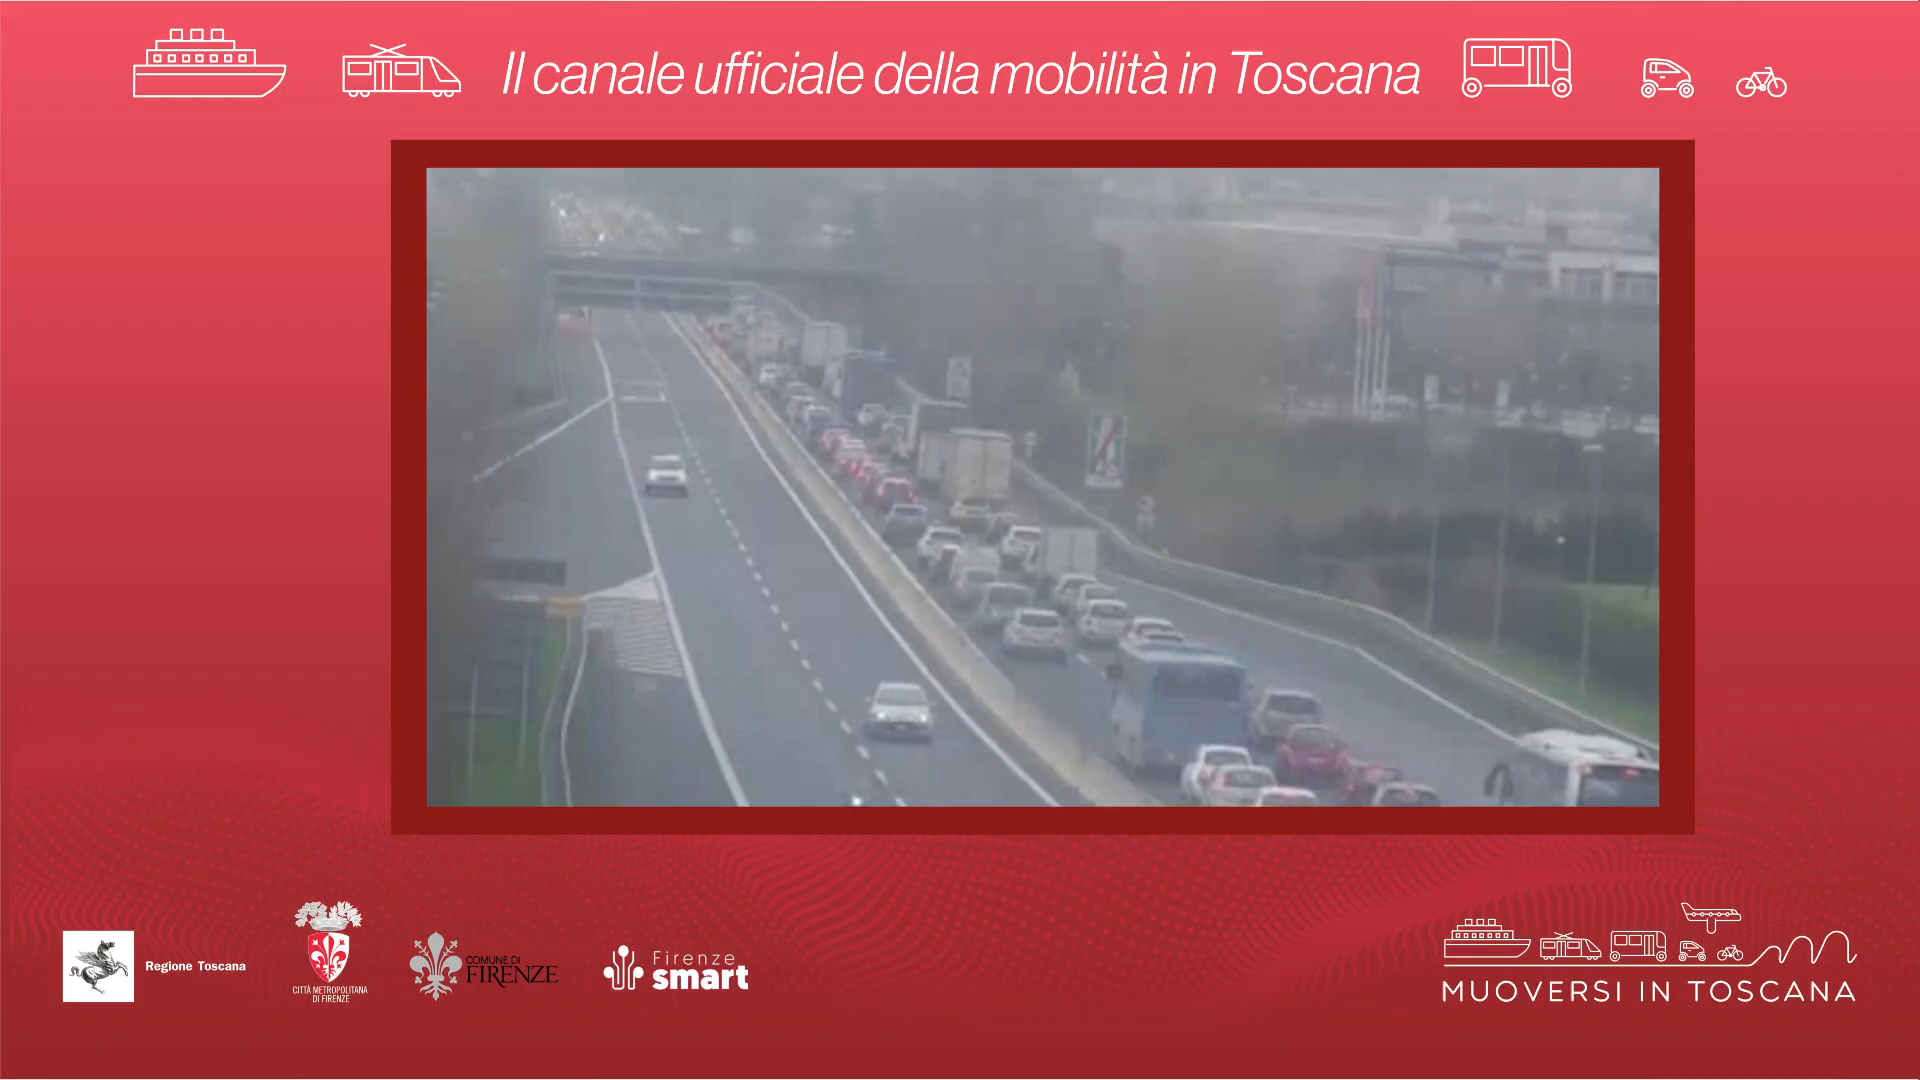 Il canale ufficiale della mobilità in Toscana
Regione Toscana
CITTÀ METROPOLITANA
DI FIRENZE
COMUNE DI
FIRENZE
Firenze
smart
MUOVERSI IN TOSCANA